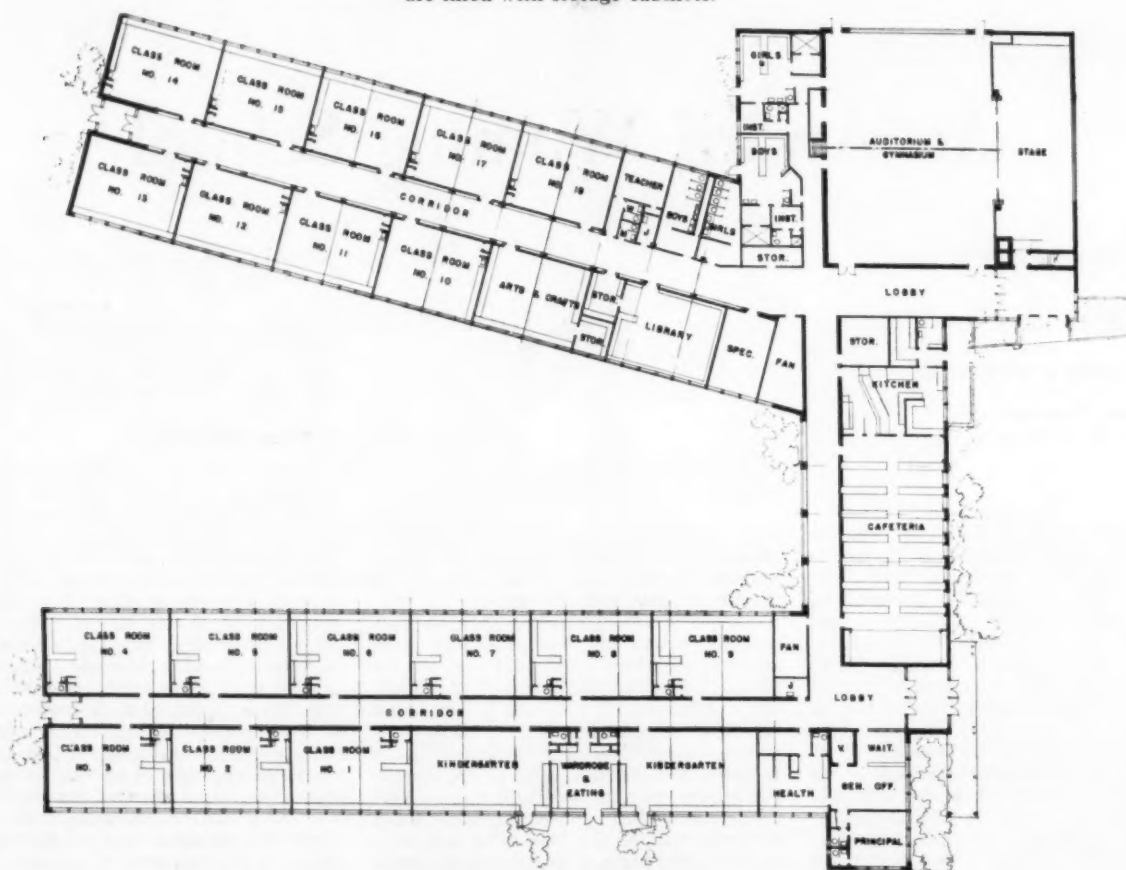 with storage cabinets.
CLASS ROOM
NO. 14
CLASS ROOM
NO. 15
CLASS ROOM
NO. 16
CLASS ROOM
NO. 17
CLASS ROOM
NO. 18
TEACHER
W.
M.
J.
BOYS
GIRLS
GIRLS
INST.
BOYS
INST.
STOR.
AUDITORIUM &
GYMNASIUM
STAGE
CORRIDOR
CLASS ROOM
NO. 13
CLASS ROOM
NO. 12
CLASS ROOM
NO. 11
CLASS ROOM
NO. 10
ARTS & CRAFTS
STOR.
STOR.
LIBRARY
SPEC.
FAN
LOBBY
STOR.
KITCHEN
CAFETERIA
CLASS ROOM
NO. 4
CLASS ROOM
NO. 5
CLASS ROOM
NO. 6
CLASS ROOM
NO. 7
CLASS ROOM
NO. 8
CLASS ROOM
NO. 9
FAN
J
LOBBY
CORRIDOR
CLASS ROOM
NO. 3
CLASS ROOM
NO. 2
CLASS ROOM
NO. 1
KINDERGARTEN
WARDROBE
&
EATING
KINDERGARTEN
HEALTH
V.
WAIT.
GEN. OFF.
PRINCIPAL